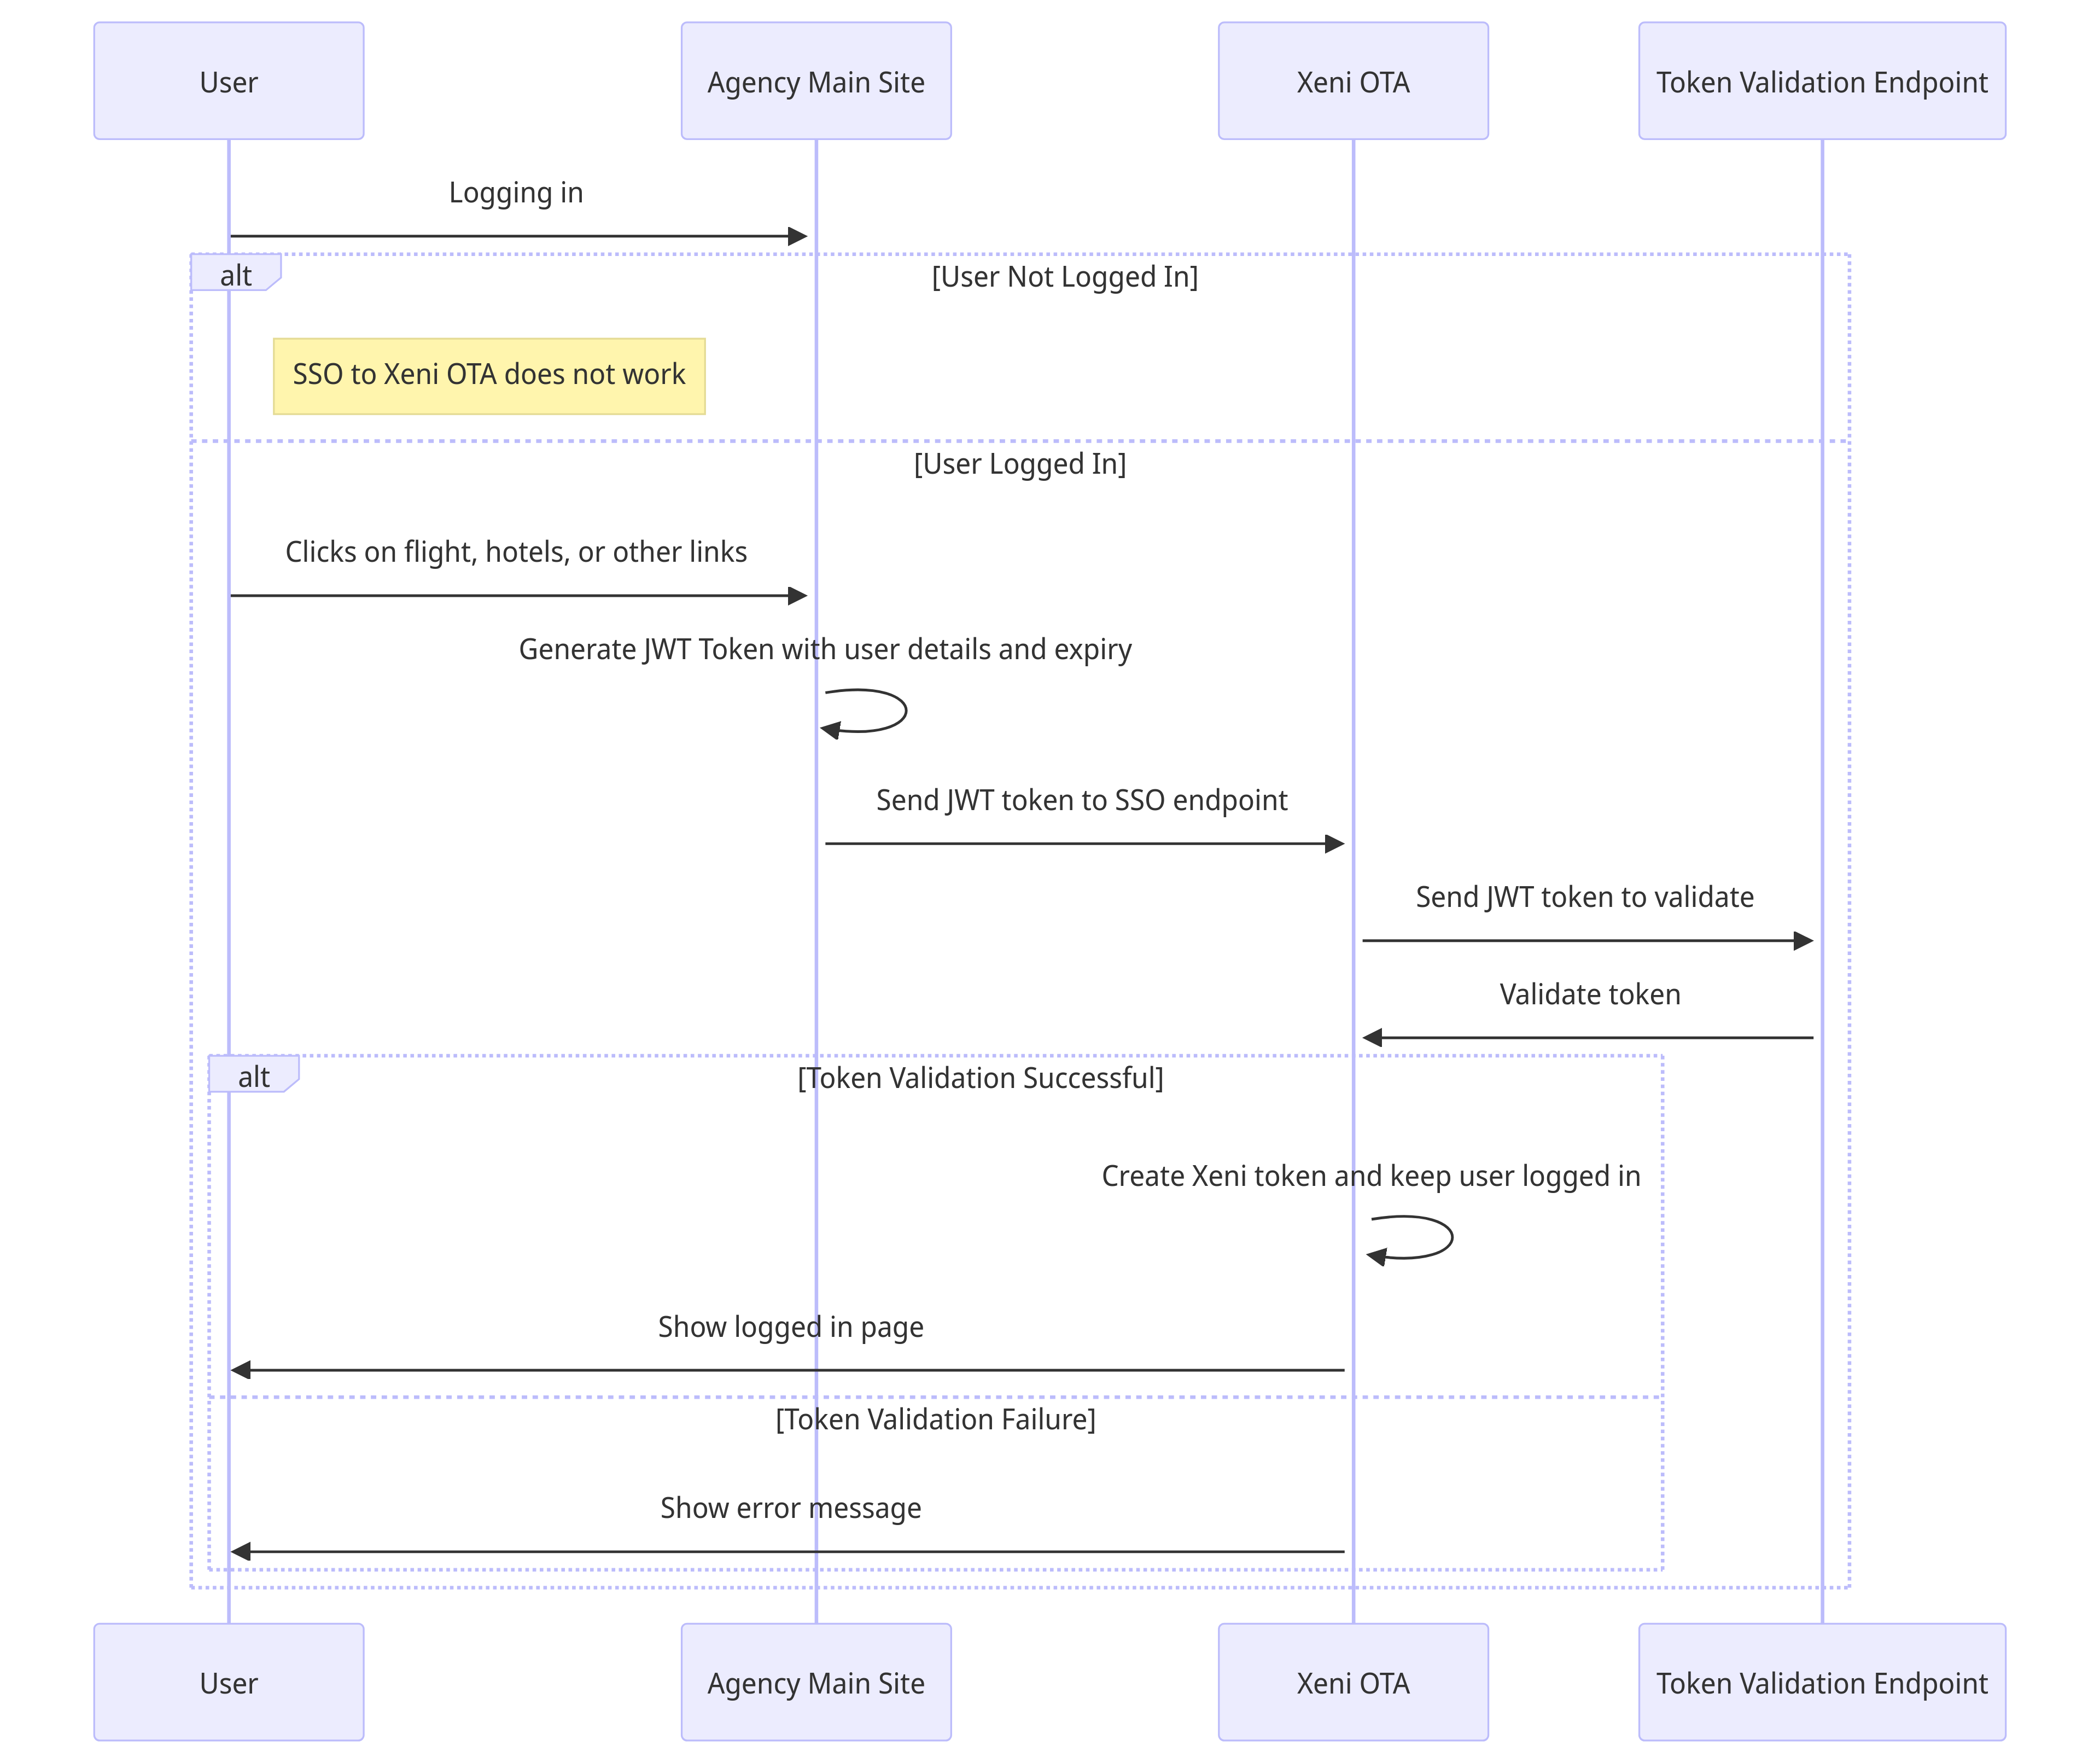 User
Agency Main Site
Xeni OTA
Token Validation Endpoint
Logging in
alt
[User Not Logged In]
SSO to Xeni OTA does not work
[User Logged In]
Clicks on flight, hotels, or other links
Generate JWT Token with user details and expiry
Send JWT token to SSO endpoint
Send JWT token to validate
Validate token
alt
[Token Validation Successful]
Create Xeni token and keep user logged in
Show logged in page
[Token Validation Failure]
Show error message
User
Agency Main Site
Xeni OTA
Token Validation Endpoint